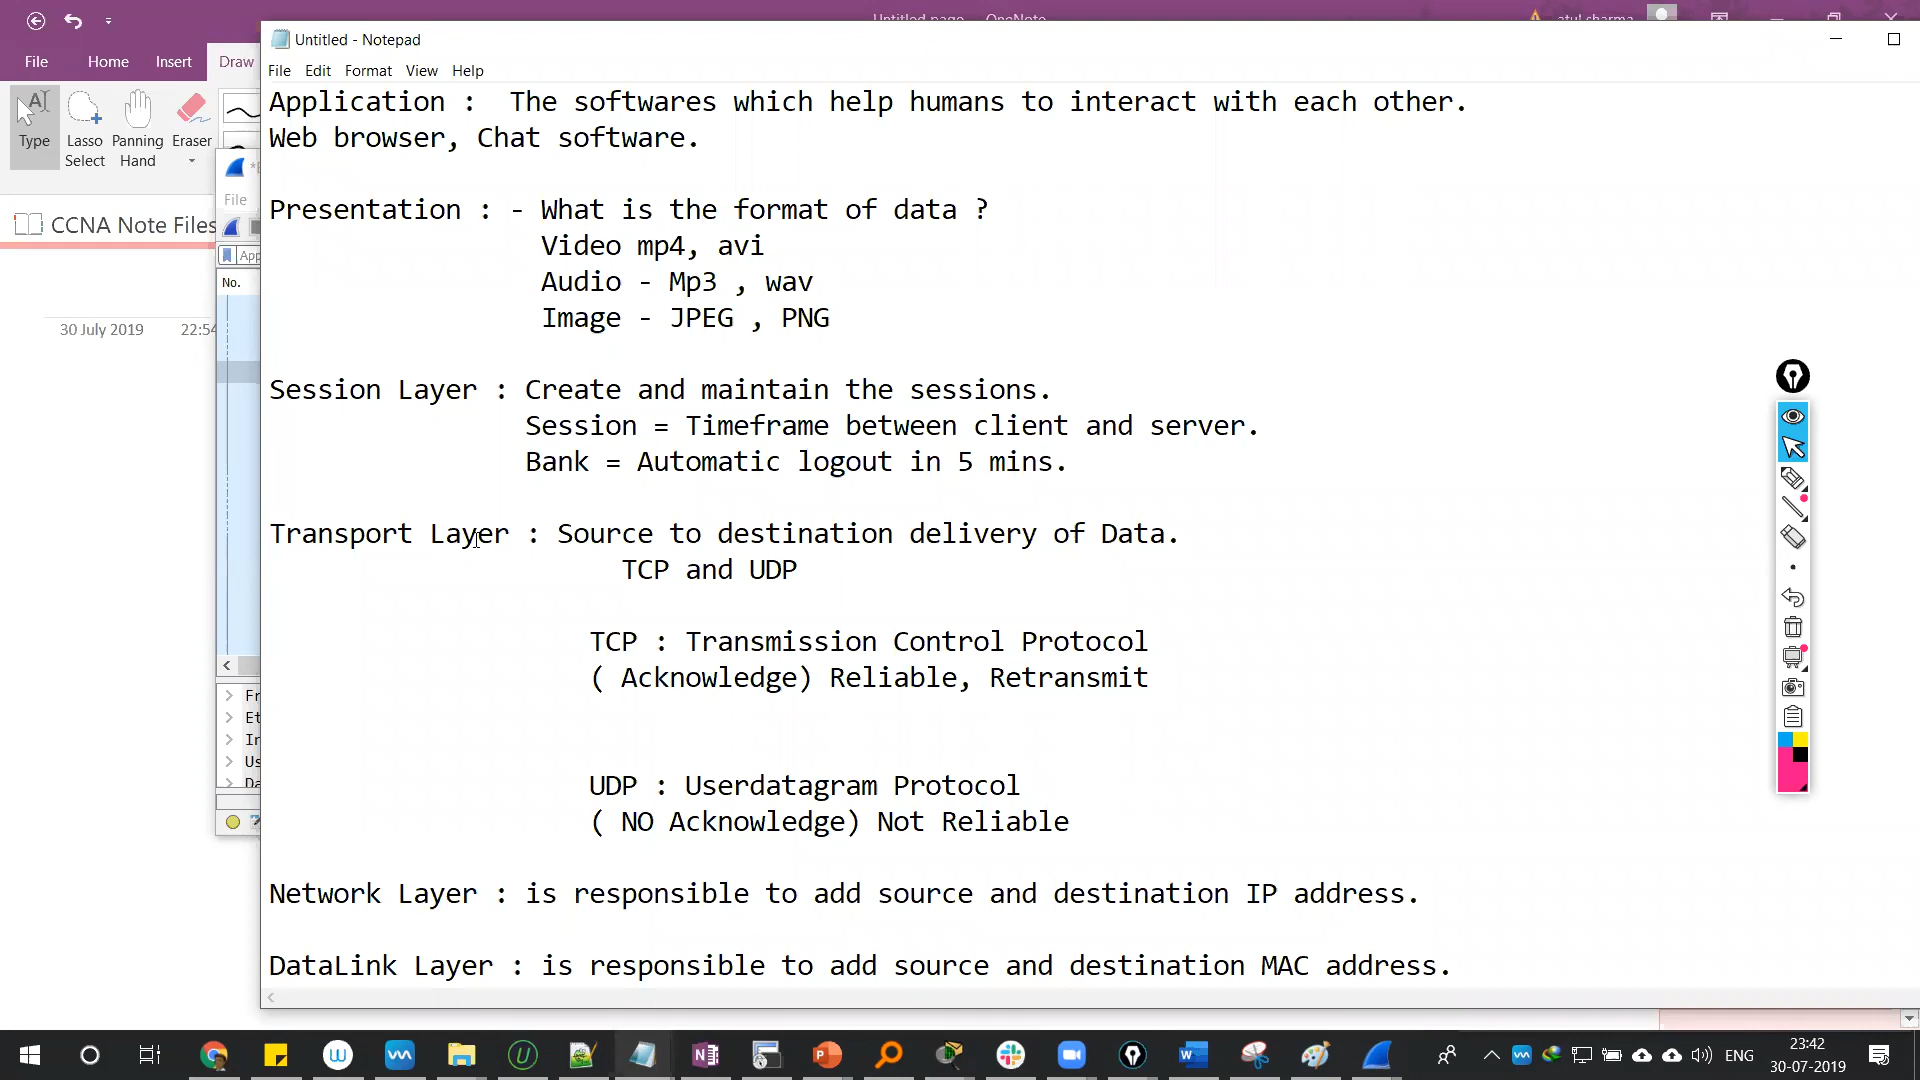 Untitled page - OneNote
atul sharma
File
Home
Insert
Draw
Type
Lasso Select
Panning Hand
Eraser
CCNA Note Files
30 July 2019
22:54
File
No.
Untitled - Notepad
File Edit Format View Help
Application :  The softwares which help humans to interact with each other.
Web browser, Chat software.
Presentation : - What is the format of data ?
Video mp4, avi
Audio - Mp3 , wav
Image - JPEG , PNG
Session Layer : Create and maintain the sessions.
Session = Timeframe between client and server.
Bank = Automatic logout in 5 mins.
Transport Layer : Source to destination delivery of Data.
TCP and UDP
TCP : Transmission Control Protocol
( Acknowledge) Reliable, Retransmit
UDP : Userdatagram Protocol
( NO Acknowledge) Not Reliable
Network Layer : is responsible to add source and destination IP address.
DataLink Layer : is responsible to add source and destination MAC address.
ENG
23:42
30-07-2019